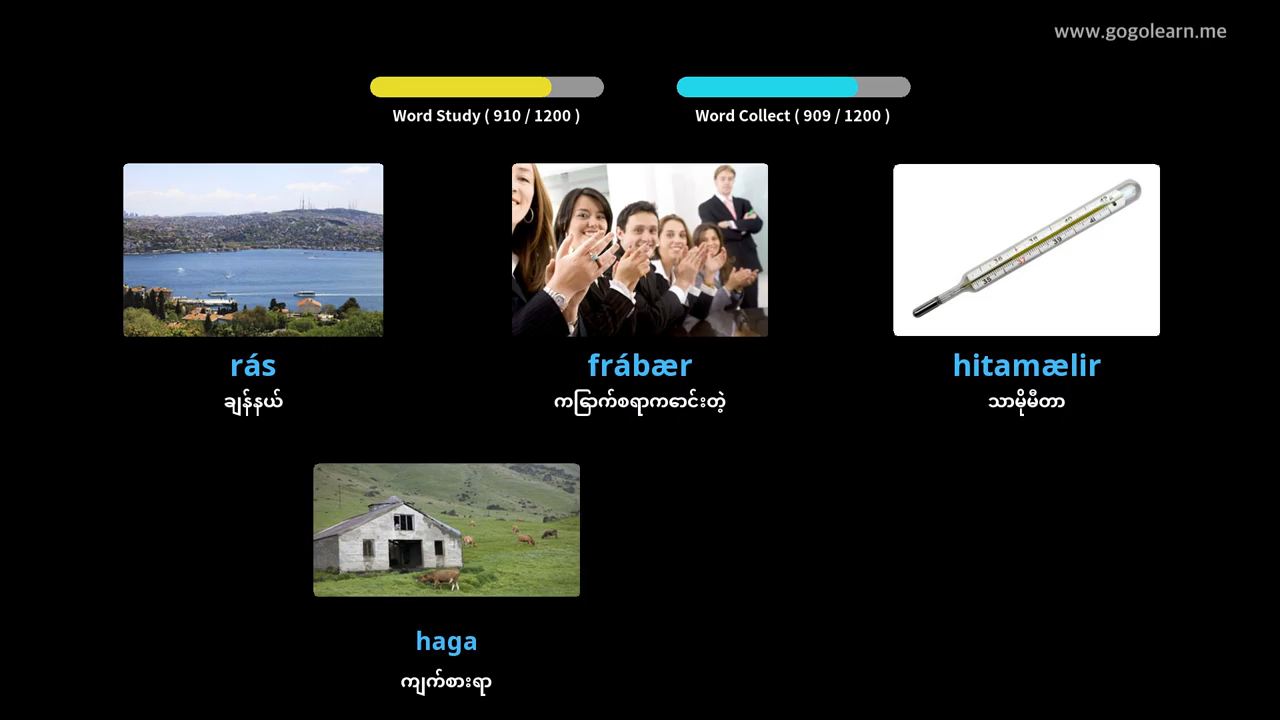 www.gogolearn.me
Word Study ( 910 / 1200 )
Word Collect ( 909 / 1200 )
rás
ချန်နယ်
frábær
ကြောက်စရာကောင်းတဲ့
hitamælir
သာမိုမီတာ
haga
ကျက်စားရာ